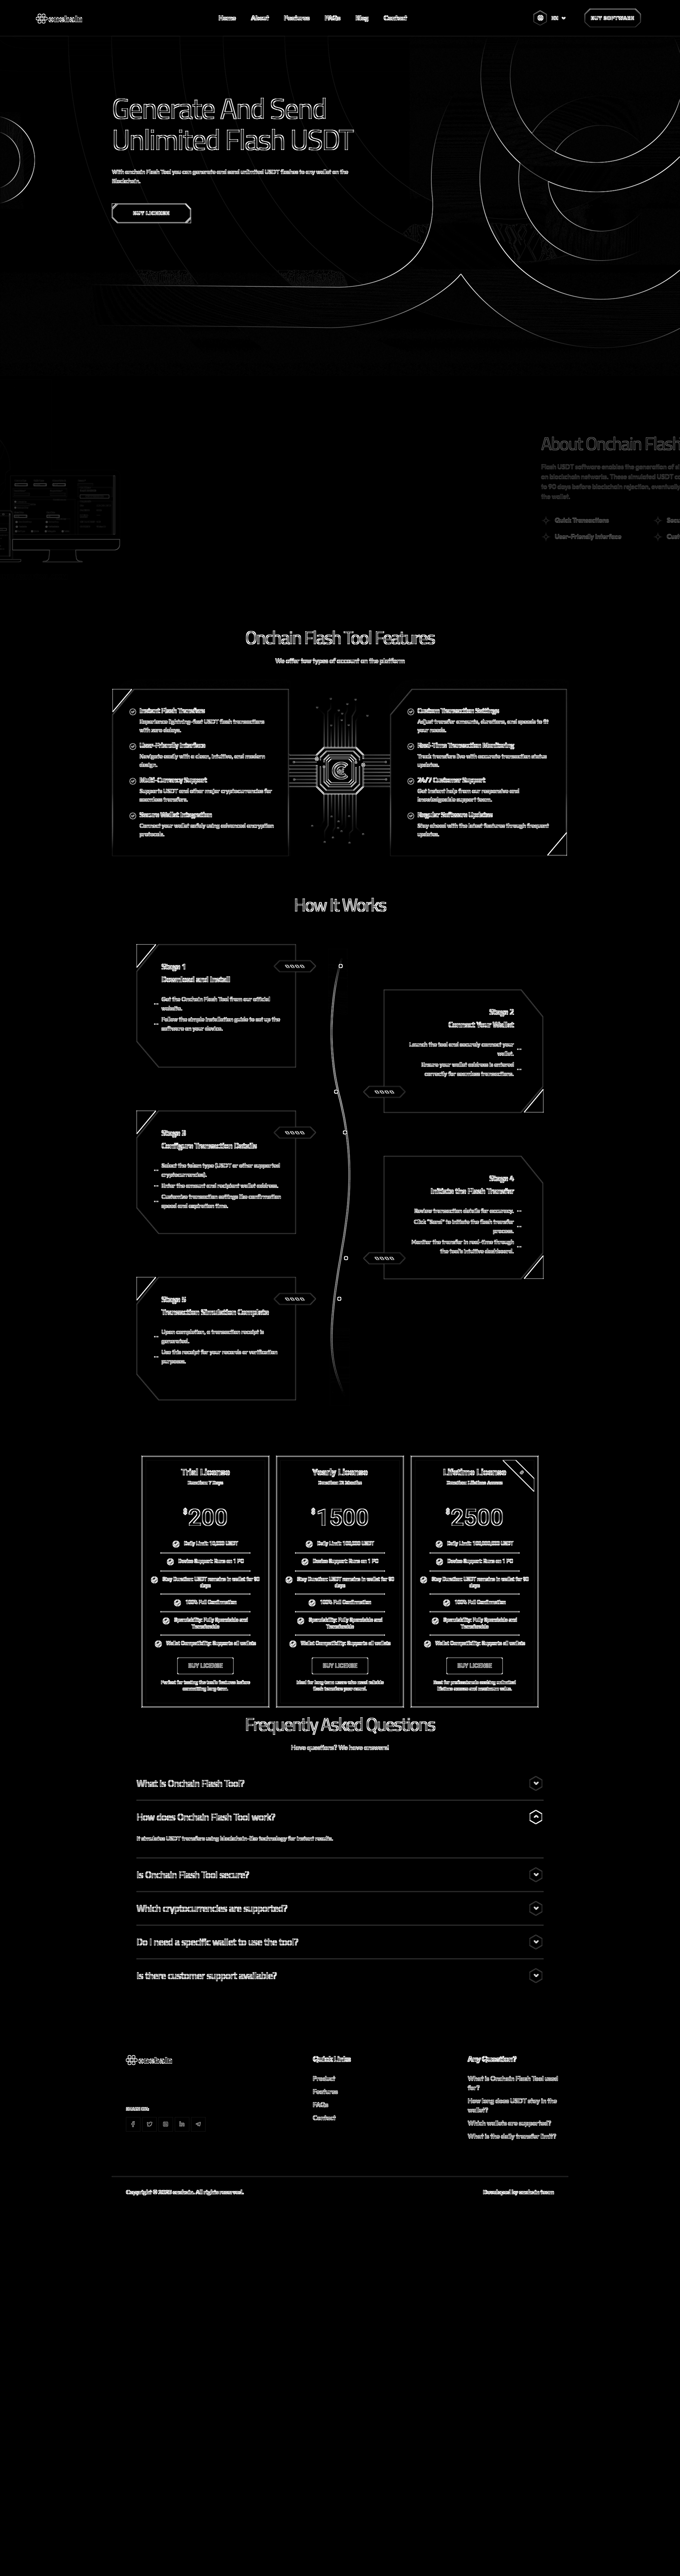 Home About Features FAQs Blog Contact
EN
BUY SOFTWARE
Generate And Send
Unlimited Flash USDT
With onchain Flash Tool you can generate and send unlimited USDT flashes to any wallet on the
Blockchain.
BUY LICENSE
About Onchain Flash
Flash USDT software enables the generation of
on blockchain networks. These simulated USDT
to 90 days before blockchain rejection, eventually
the wallet.
Quick Transactions
User-Friendly Interface
Onchain Flash Tool Features
We offer tow types of account on the platform
Instant Flash Transfers
Experience lightning-fast USDT flash transactions
with zero delays.
User-Friendly Interface
Navigate easily with a clean, intuitive, and modern
design.
Multi-Currency Support
Supports USDT and other major cryptocurrencies for
seamless transfers.
Secure Wallet Integration
Connect your wallet safely using advanced encryption
protocols.
Custom Transaction Settings
Adjust transfer amounts, durations, and speeds to fit
your needs.
Real-Time Transaction Monitoring
Track transfers live with accurate transaction status
updates.
24/7 Customer Support
Get instant help from our responsive and
knowledgeable support team.
Regular Software Updates
Stay ahead with the latest features through frequent
updates.
How It Works
Stage 1
Download and Install
Get the Onchain Flash Tool from our official
website.
Follow the simple installation guide to set up the
software on your device.
Stage 2
Connect Your Wallet
Launch the tool and securely connect your
wallet.
Ensure your wallet address is entered
correctly for seamless transactions.
Stage 3
Configure Transaction Details
Select the token type (USDT or other supported
cryptocurrencies).
Enter the amount and recipient wallet address.
Customize transaction settings like confirmation
speed and expiration time.
Stage 4
Initiate the Flash Transfer
Review transaction details for accuracy.
Click "Send" to initiate the flash transfer
process.
Monitor the transfer in real-time through
the tool's intuitive dashboard.
Stage 5
Transaction Simulation Complete
Upon completion, a transaction receipt is
generated.
Use this receipt for your records or verification
purposes.
Trial License
Duration: 7 Days
$200
Daily Limit: 10,000 USDT
Device Support: Runs on 1 PC
Stay Duration: USDT remains in wallet for 90
days
100% Full Confirmation
Spendability: Fully Spendable and
Transferable
Wallet Compatibility: Supports all wallets
BUY LICENSE
Perfect for testing the tool's features before
committing long-term.
Yearly License
Duration: 12 Months
$1500
Daily Limit: 100,000 USDT
Device Support: Runs on 1 PC
Stay Duration: USDT remains in wallet for 90
days
100% Full Confirmation
Spendability: Fully Spendable and
Transferable
Wallet Compatibility: Supports all wallets
BUY LICENSE
Ideal for long-term users who need reliable
flash transfers year-round.
Lifetime License
Duration: Lifetime Access
$2500
Daily Limit: 100,000,000 USDT
Device Support: Runs on 1 PC
Stay Duration: USDT remains in wallet for 90
days
100% Full Confirmation
Spendability: Fully Spendable and
Transferable
Wallet Compatibility: Supports all wallets
BUY LICENSE
Best for professionals seeking unlimited
lifetime access and maximum value.
Frequently Asked Questions
Have questions? We have answers!
What is Onchain Flash Tool?
How does Onchain Flash Tool work?
It simulates USDT transfers using blockchain-like technology for instant results.
Is Onchain Flash Tool secure?
Which cryptocurrencies are supported?
Do I need a specific wallet to use the tool?
Is there customer support available?
SHARE ON:
Quick Links
Product
Features
FAQs
Contact
Any Question?
What is Onchain Flash Tool used
for?
How long does USDT stay in the
wallet?
Which wallets are supported?
What is the daily transfer limit?
Copyright © 2025 onchain. All rights reserved.
Developed by onchain team